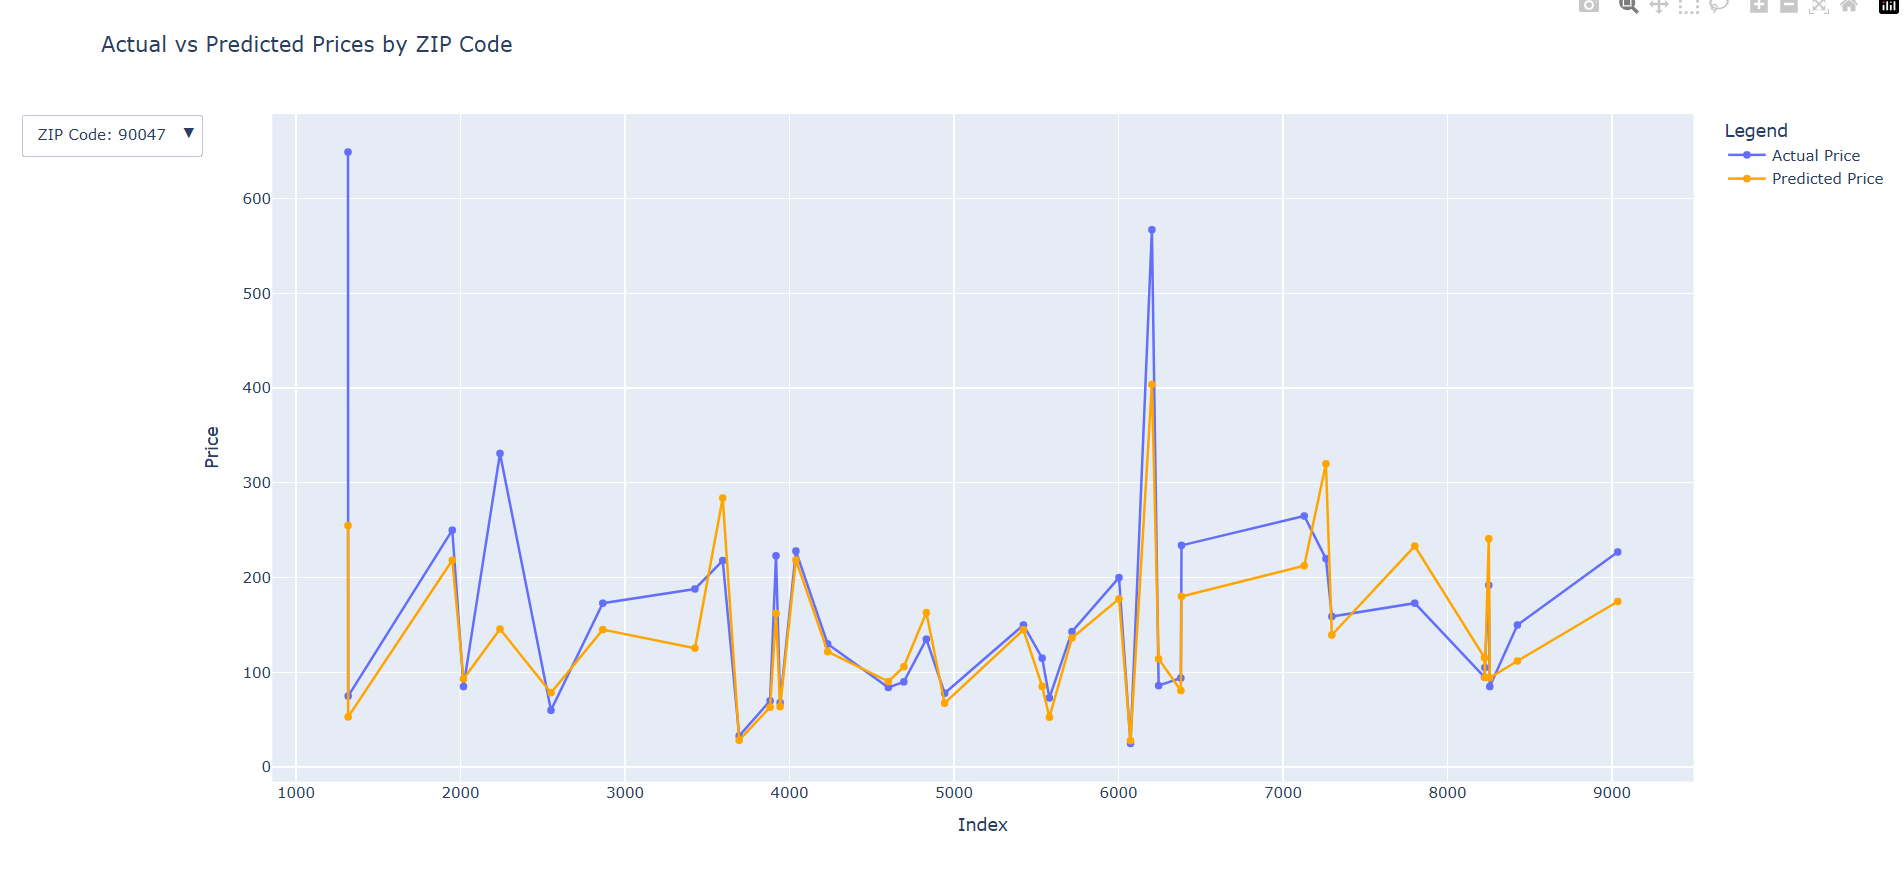 Actual vs Predicted Prices by ZIP Code
ZIP Code: 90047 ▼
Legend
Actual Price
Predicted Price
Price
600
500
400
300
200
100
0
1000 2000 3000 4000 5000 6000 7000 8000 9000
Index